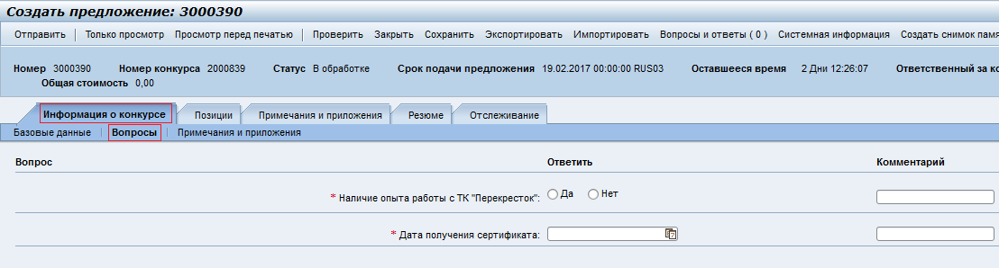 Создать предложение: 3000390
Отправить Только просмотр Просмотр перед печатью Проверить Закрыть Сохранить Экспортировать Импортировать Вопросы и ответы ( 0 ) Системная информация Создать снимок
Номер 3000390 Номер конкурса 2000839 Статус В обработке Срок подачи предложения 19.02.2017 00:00:00 RUS03 Оставшееся время 2 Дни 12:26:07 Ответственный за
Общая стоимость 0,00
Информация о конкурсе Позиции Примечания и приложения Резюме Отслеживание
Базовые данные Вопросы Примечания и приложения
Вопрос Ответить Комментарий
* Наличие опыта работы с ТК "Перекресток": Да Нет
* Дата получения сертификата: